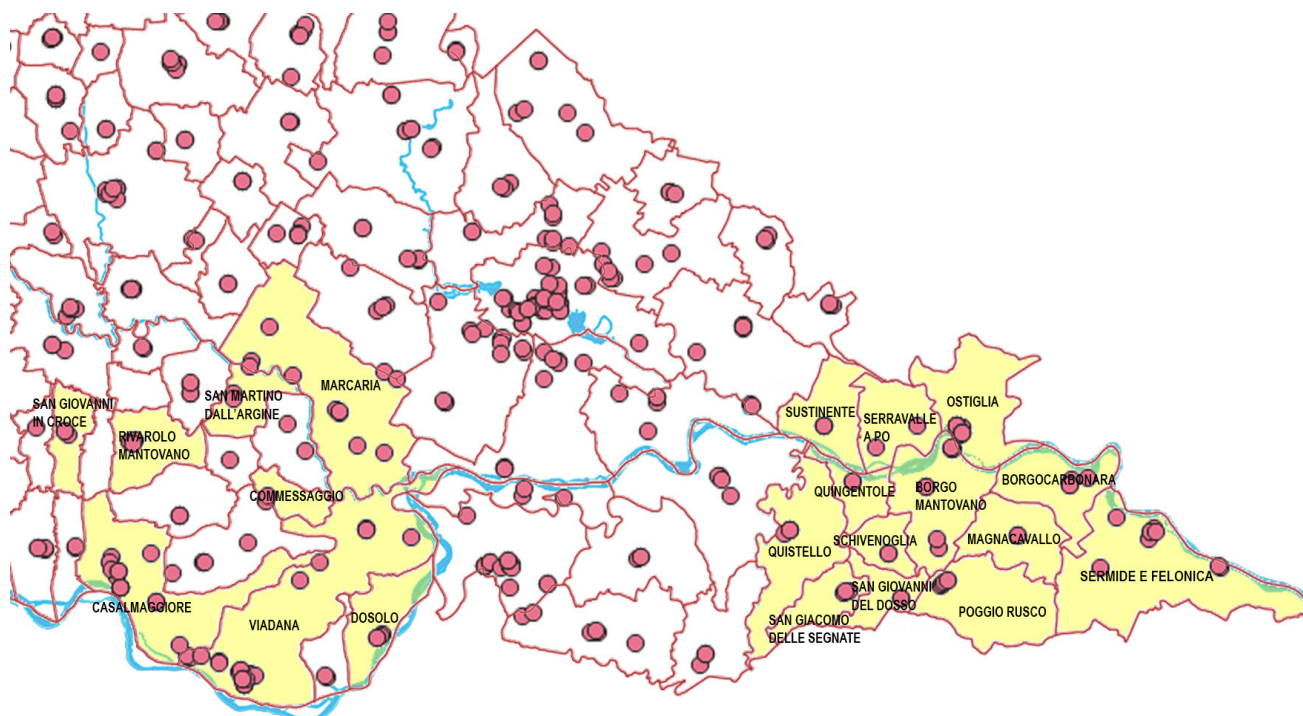 MARCARIA
SAN MARTINO
DALL'ARGINE
SAN GIOVANNI
IN CROCE
RIVAROLO
MANTOVANO
COMMESSAGGIO
CASALMAGGIORE
VIADANA
DOSOLO
OSTIGLIA
SUSTINENTE
SERRAVALLE
A PO
QUINGENTOLE
BORGO
MANTOVANO
BORGOCARBONARA
QUISTELLO
SCHIVENOGLIA
MAGNACAVALLO
SERMIDE E FELONICA
SAN GIOVANNI
DEL DOSSO
POGGIO RUSCO
SAN GIACOMO
DELLE SEGNATE